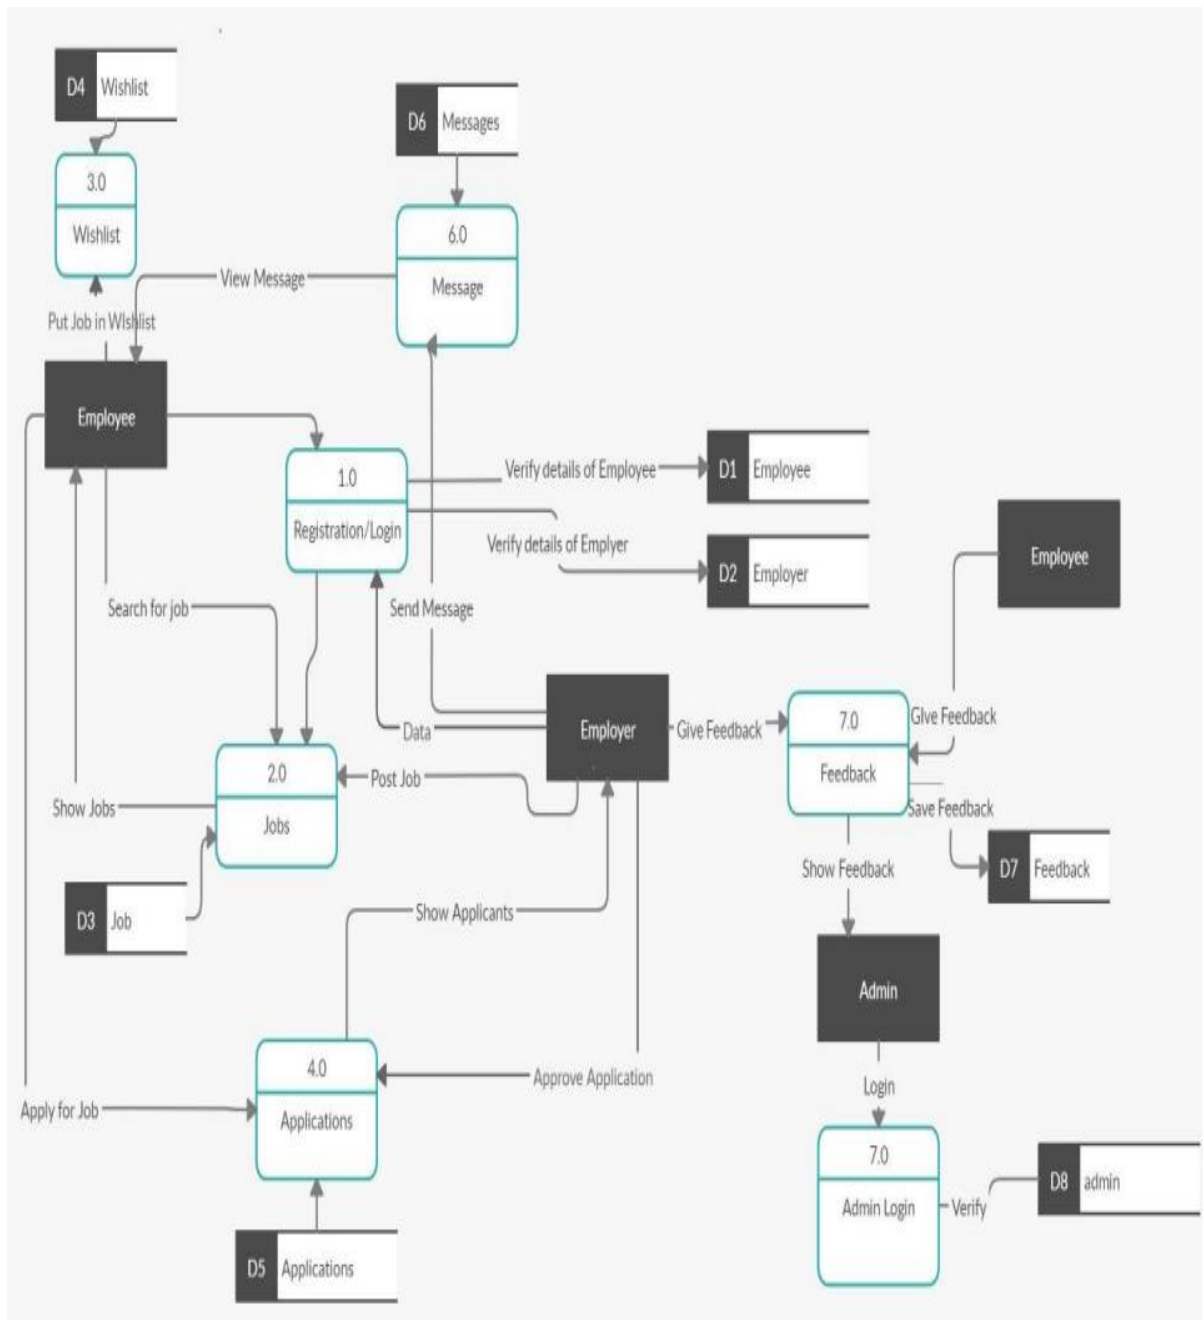 D4 Wishlist
D6 Messages
3.0
Wishlist
6.0
Message
View Message
Put Job in WIshlist
Employee
1.0
Registration/Login
Verify details of Employee
D1 Employee
Verify details of Emplyer
D2 Employer
Employee
Search for job
Send Message
Data
Employer
Give Feedback
7.0
Feedback
GIve Feedback
2.0
Jobs
Post Job
Show Jobs
Save Feedback
Show Feedback
D7 Feedback
D3 Job
Show Applicants
Admin
4.0
Applications
Approve Application
Apply for Job
Login
7.0
Admin Login
Verify
D8 admin
D5 Applications